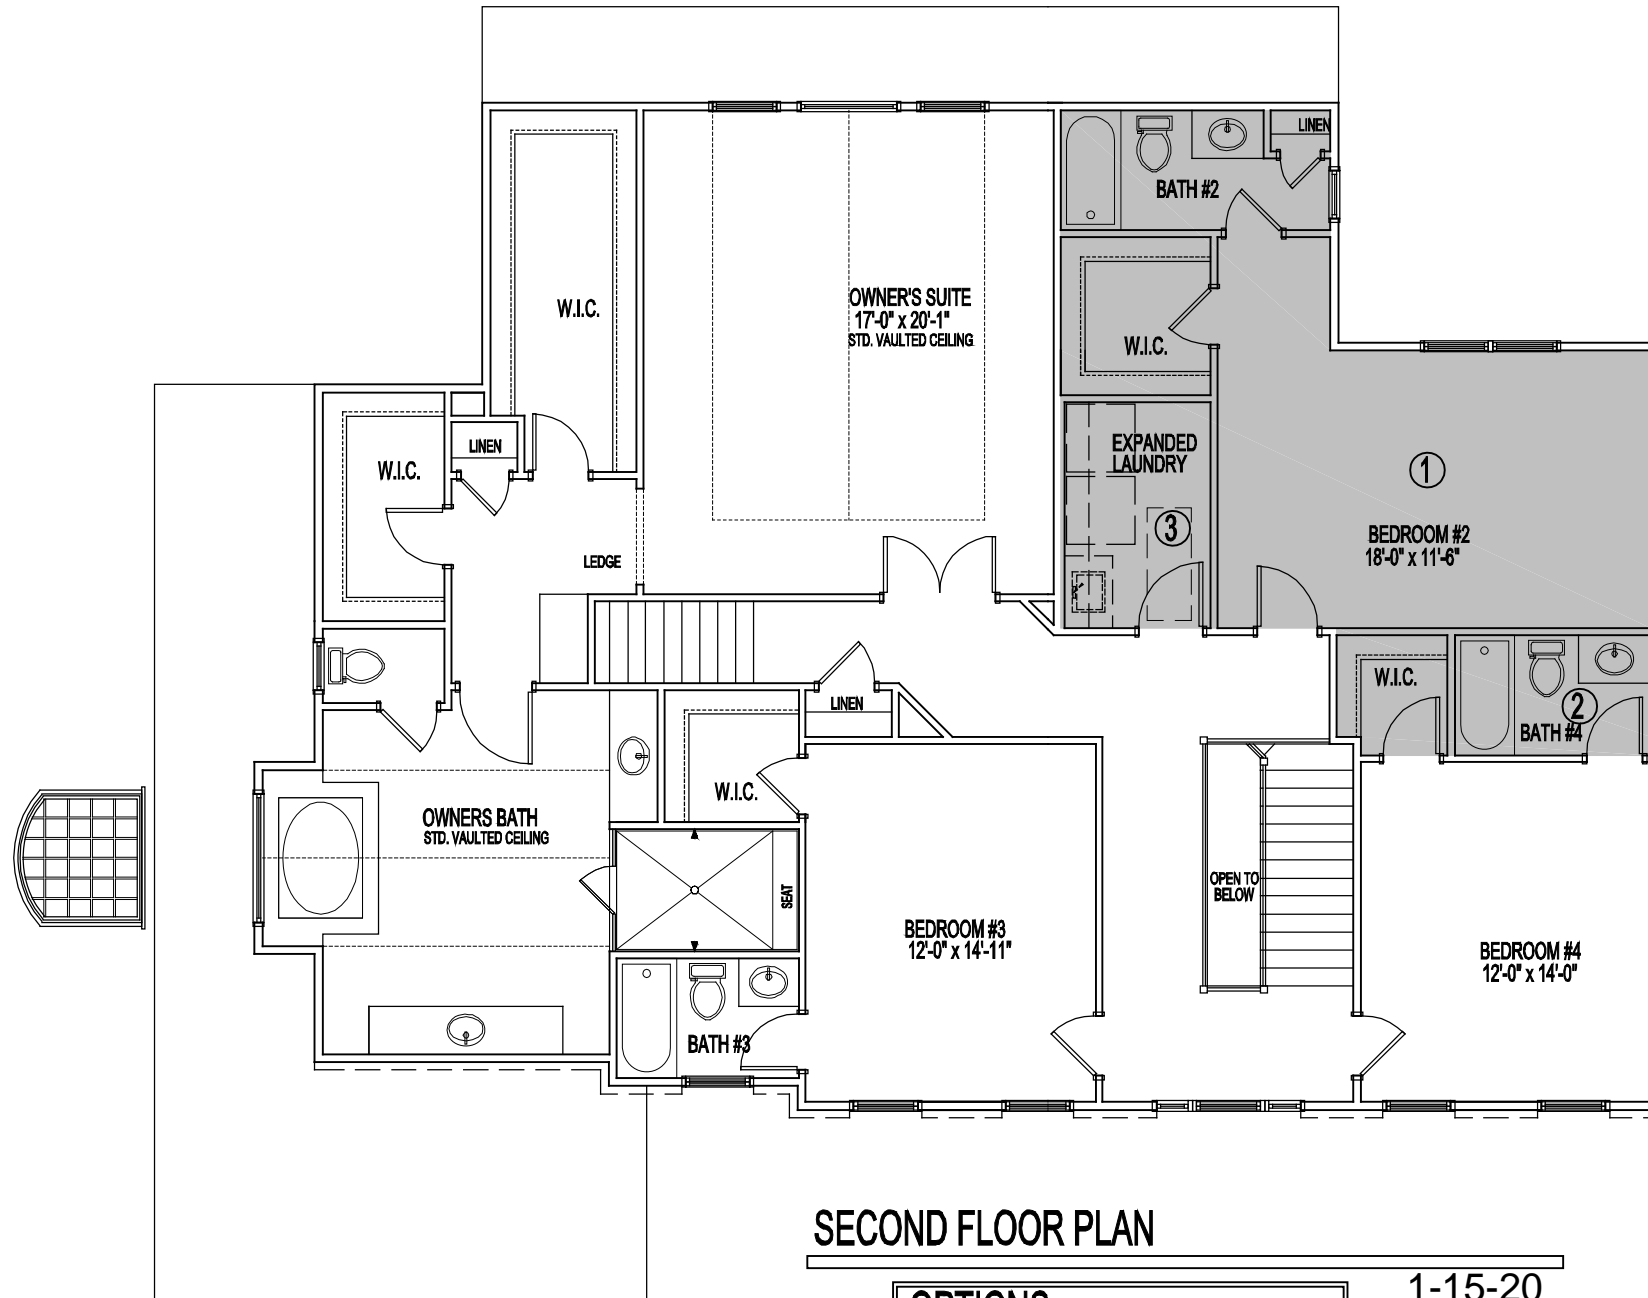 LINEN
BATH #2
OWNER'S SUITE
17'-0" x 20'-1"
STD. VAULTED CEILING
W.I.C.
W.I.C.
LINEN
W.I.C.
EXPANDED
LAUNDRY
1
3
BEDROOM #2
18'-0" x 11'-6"
LEDGE
W.I.C.
2
BATH #4
LINEN
W.I.C.
OWNERS BATH
STD. VAULTED CEILING
SEAT
OPEN TO
BELOW
BEDROOM #3
12'-0" x 14'-11"
BEDROOM #4
12'-0" x 14'-0"
BATH #3
SECOND FLOOR PLAN
1-15-20
OPTIONS